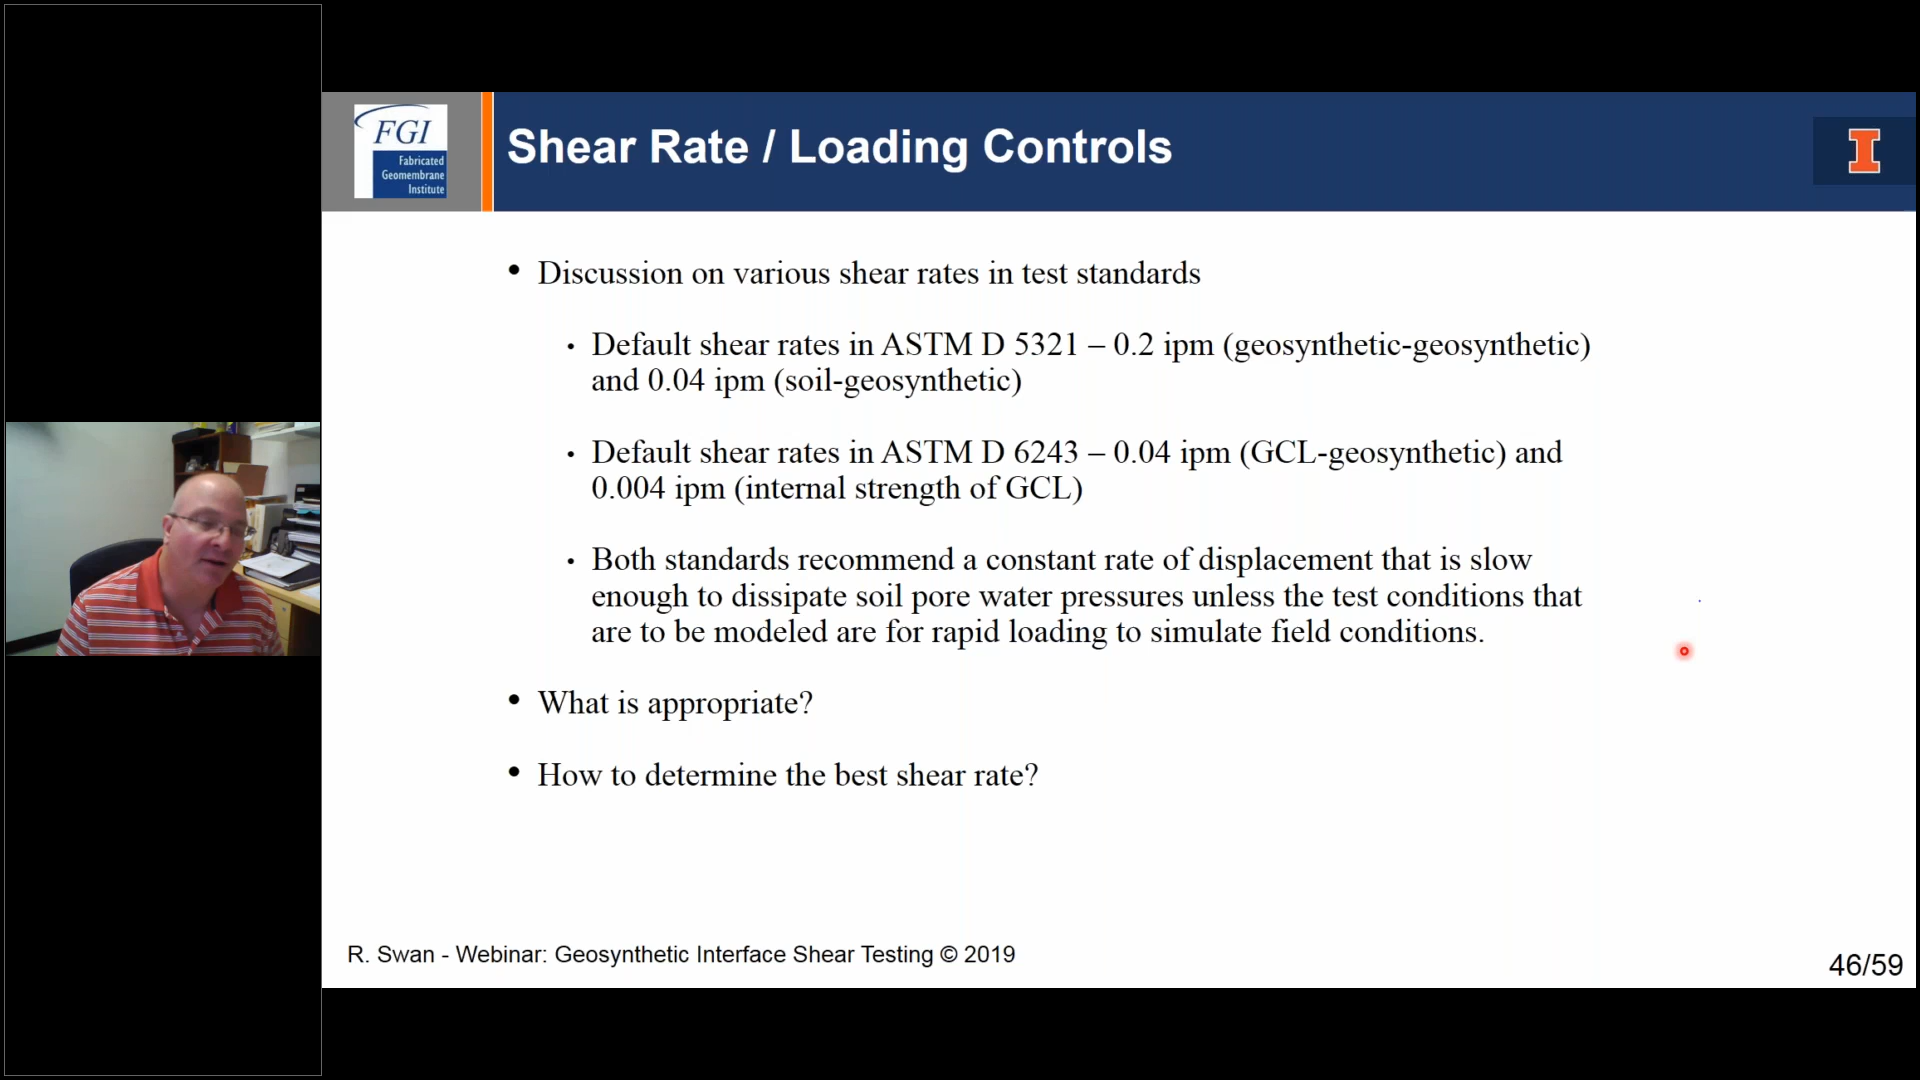 FGI
Fabricated
Geomembrane
Institute
Shear Rate / Loading Controls
I
• Discussion on various shear rates in test standards
• Default shear rates in ASTM D 5321 – 0.2 ipm (geosynthetic-geosynthetic)
and 0.04 ipm (soil-geosynthetic)
• Default shear rates in ASTM D 6243 – 0.04 ipm (GCL-geosynthetic) and
0.004 ipm (internal strength of GCL)
• Both standards recommend a constant rate of displacement that is slow
enough to dissipate soil pore water pressures unless the test conditions that
are to be modeled are for rapid loading to simulate field conditions.
• What is appropriate?
• How to determine the best shear rate?
R. Swan - Webinar: Geosynthetic Interface Shear Testing © 2019
46/59